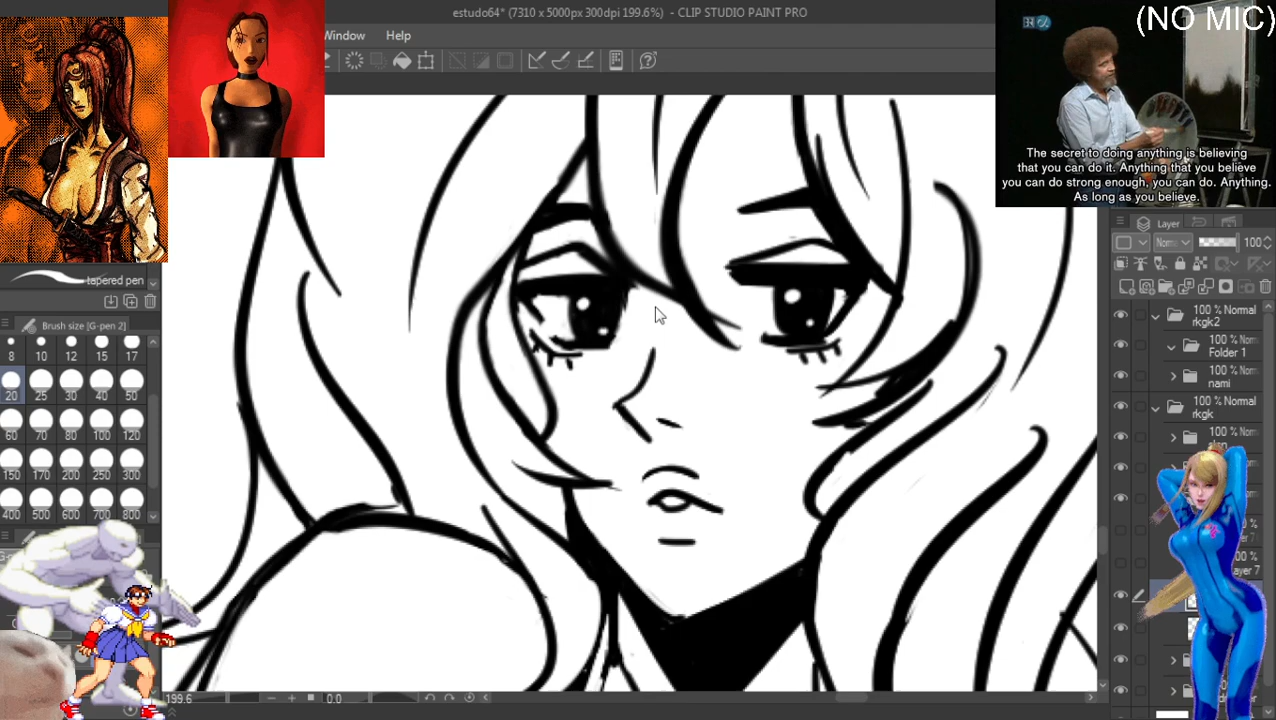 estudo64* (7310 x 5000px 300dpi 199.6%) - CLIP STUDIO PAINT PRO
(NO MIC)
Window Help
The secret to doing anything is believing
that you can do it. Anything that you believe
you can do strong enough, you can do. Anything.
As long as you believe.
Layer
100
tapered pen
Brush size [G-pen 2]
8 10 12 15 17
20 25 30 40 50
60 70 80 100 120
150 170 200 250 300
400 500 600 700 800
100 % Normal
rkgk2
100 % Normal
Folder 1
nami
100 % Normal
rkgk
199.6
0.0